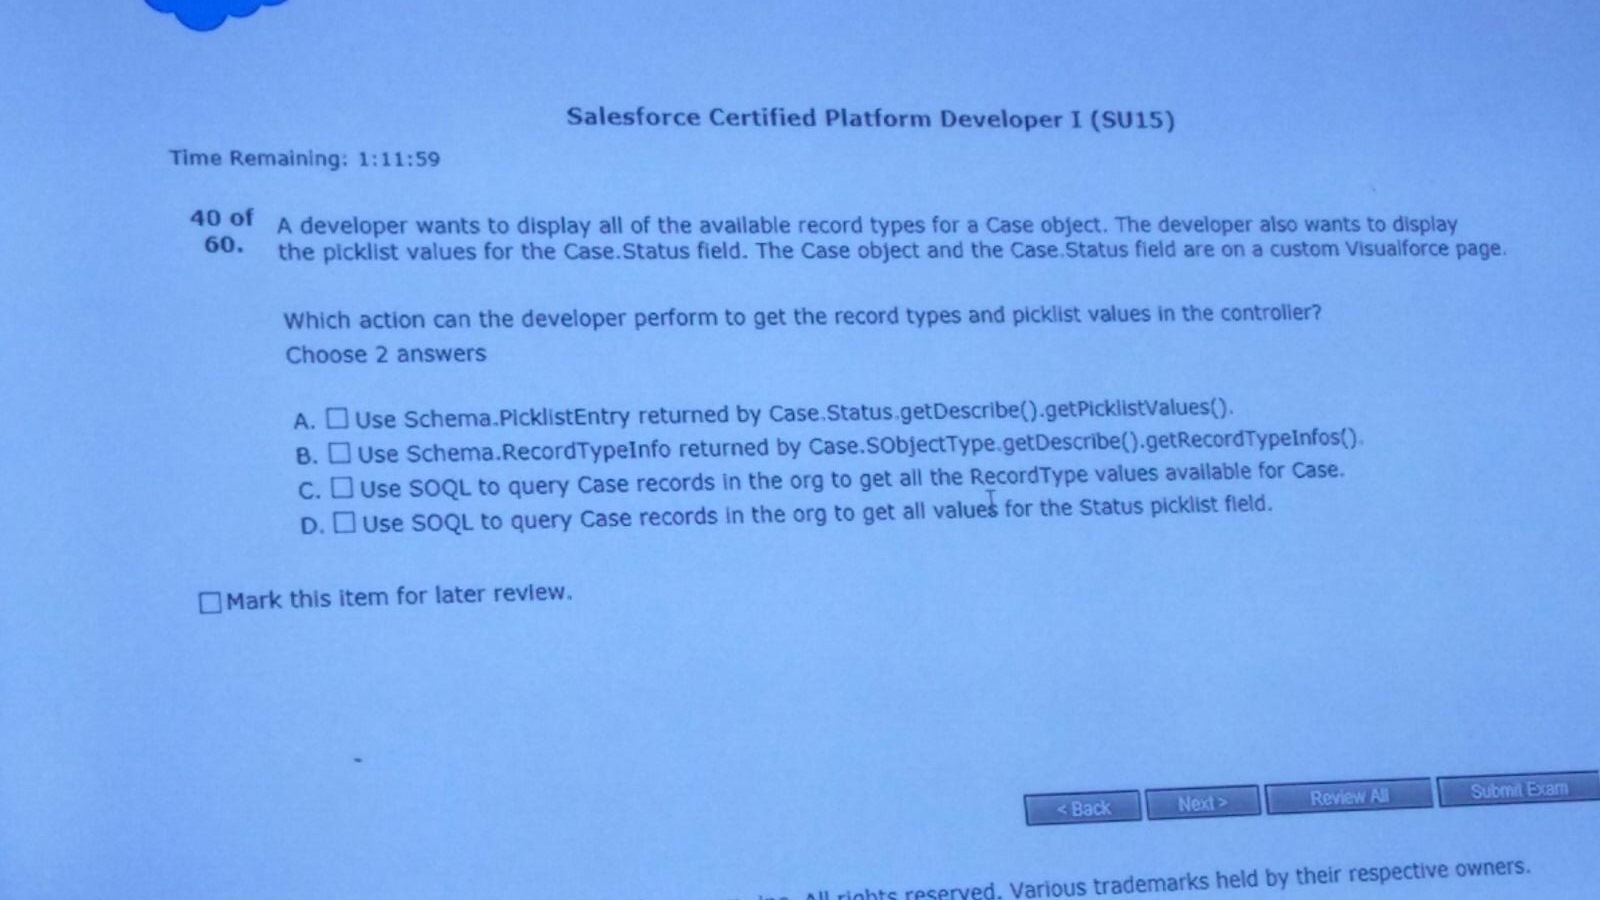 Salesforce Certified Platform Developer I (SU15)
Time Remaining: 1:11:59
40 of
60.
A developer wants to display all of the available record types for a Case object. The developer also wants to display
the picklist values for the Case.Status field. The Case object and the Case.Status field are on a custom Visualforce page.
Which action can the developer perform to get the record types and picklist values in the controller?
Choose 2 answers
A. Use Schema.PicklistEntry returned by Case.Status.getDescribe().getPicklistValues().
B. Use Schema.RecordTypeInfo returned by Case.SObjectType.getDescribe().getRecordTypeInfos().
C. Use SOQL to query Case records in the org to get all the RecordType values available for Case.
D. Use SOQL to query Case records in the org to get all values for the Status picklist field.
Mark this item for later review.
< Back
Next >
Review All
Submit Exam
All rights reserved. Various trademarks held by their respective owners.